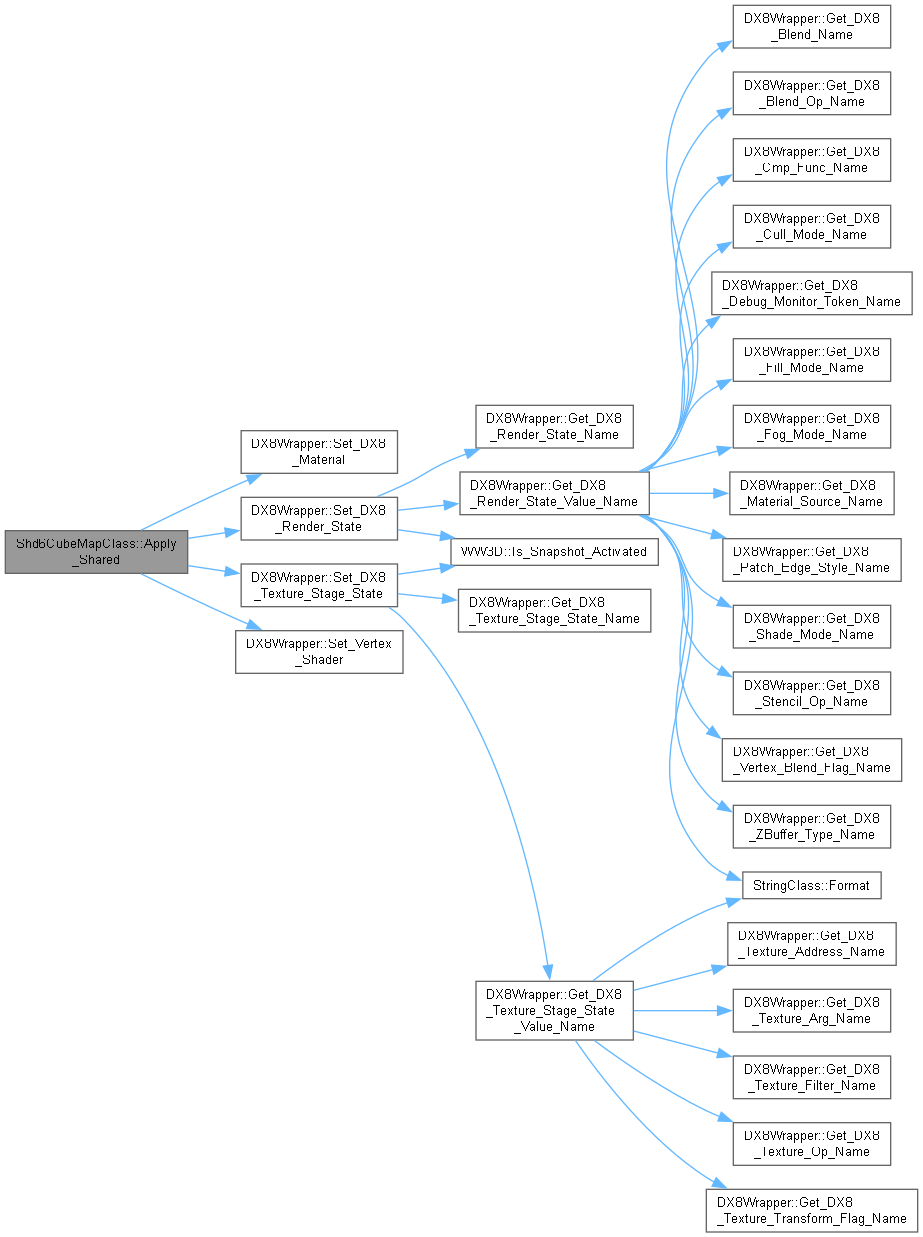 Shd6CubeMapClass::Apply
_Shared
DX8Wrapper::Set_DX8
_Material
DX8Wrapper::Set_DX8
_Render_State
DX8Wrapper::Set_DX8
_Texture_Stage_State
DX8Wrapper::Set_Vertex
_Shader
DX8Wrapper::Get_DX8
_Render_State_Name
DX8Wrapper::Get_DX8
_Render_State_Value_Name
WW3D::Is_Snapshot_Activated
DX8Wrapper::Get_DX8
_Texture_Stage_State_Name
DX8Wrapper::Get_DX8
_Texture_Stage_State
_Value_Name
DX8Wrapper::Get_DX8
_Blend_Name
DX8Wrapper::Get_DX8
_Blend_Op_Name
DX8Wrapper::Get_DX8
_Cmp_Func_Name
DX8Wrapper::Get_DX8
_Cull_Mode_Name
DX8Wrapper::Get_DX8
_Debug_Monitor_Token_Name
DX8Wrapper::Get_DX8
_Fill_Mode_Name
DX8Wrapper::Get_DX8
_Fog_Mode_Name
DX8Wrapper::Get_DX8
_Material_Source_Name
DX8Wrapper::Get_DX8
_Patch_Edge_Style_Name
DX8Wrapper::Get_DX8
_Shade_Mode_Name
DX8Wrapper::Get_DX8
_Stencil_Op_Name
DX8Wrapper::Get_DX8
_Vertex_Blend_Flag_Name
DX8Wrapper::Get_DX8
_ZBuffer_Type_Name
StringClass::Format
DX8Wrapper::Get_DX8
_Texture_Address_Name
DX8Wrapper::Get_DX8
_Texture_Arg_Name
DX8Wrapper::Get_DX8
_Texture_Filter_Name
DX8Wrapper::Get_DX8
_Texture_Op_Name
DX8Wrapper::Get_DX8
_Texture_Transform_Flag_Name